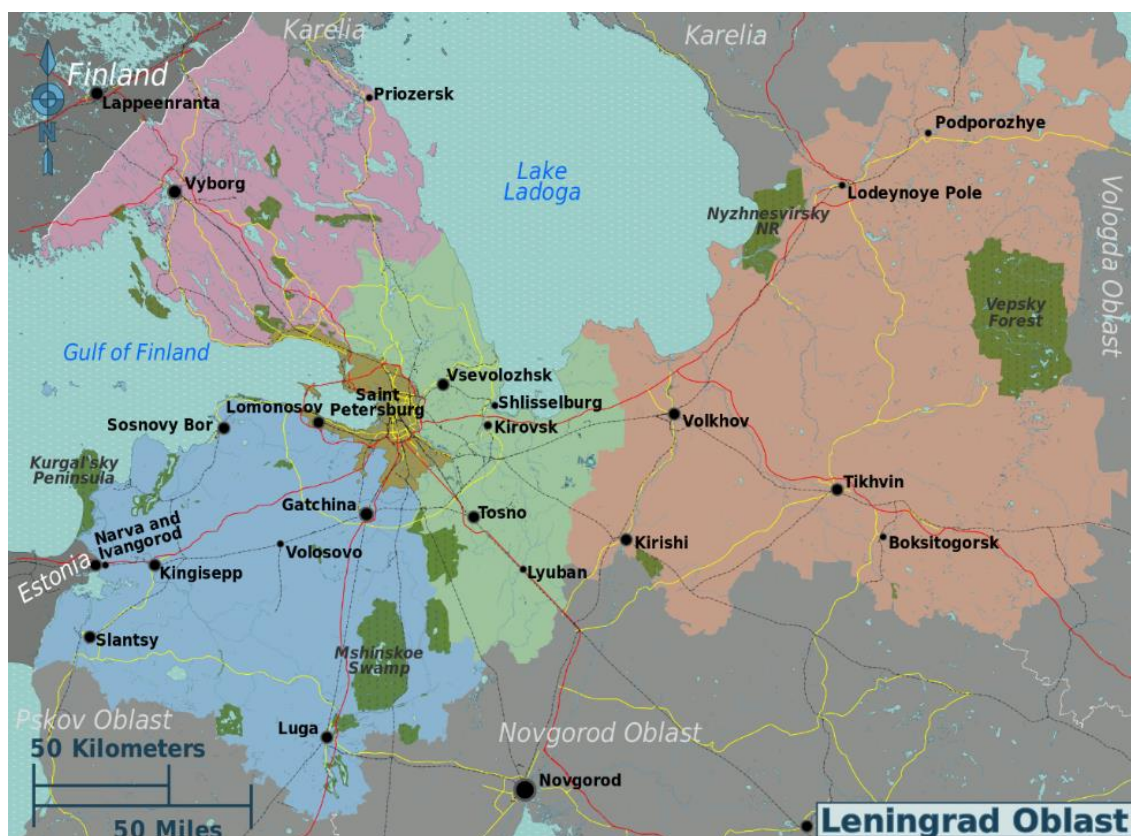 Karelia
Karelia
Finland
Lappeenranta
N
Priozersk
Podporozhye
Lake
Ladoga
Vyborg
Lodeynoye Pole
Nyzhnesvirsky
NR
Vologda Oblast
Vepsky
Forest
Gulf of Finland
Vsevolozhsk
Saint
Petersburg
Shlisselburg
Lomonosov
Sosnovy Bor
Kirovsk
Volkhov
Kurgal'sky
Peninsula
Tikhvin
Gatchina
Tosno
Narva and
Ivangorod
Volosovo
Kirishi
Boksitogorsk
Estonia
Kingisepp
Lyuban
Slantsy
Mshinskoe
Swamp
Pskov Oblast
Luga
Novgorod Oblast
50 Kilometers
Novgorod
50 Miles
Leningrad Oblast